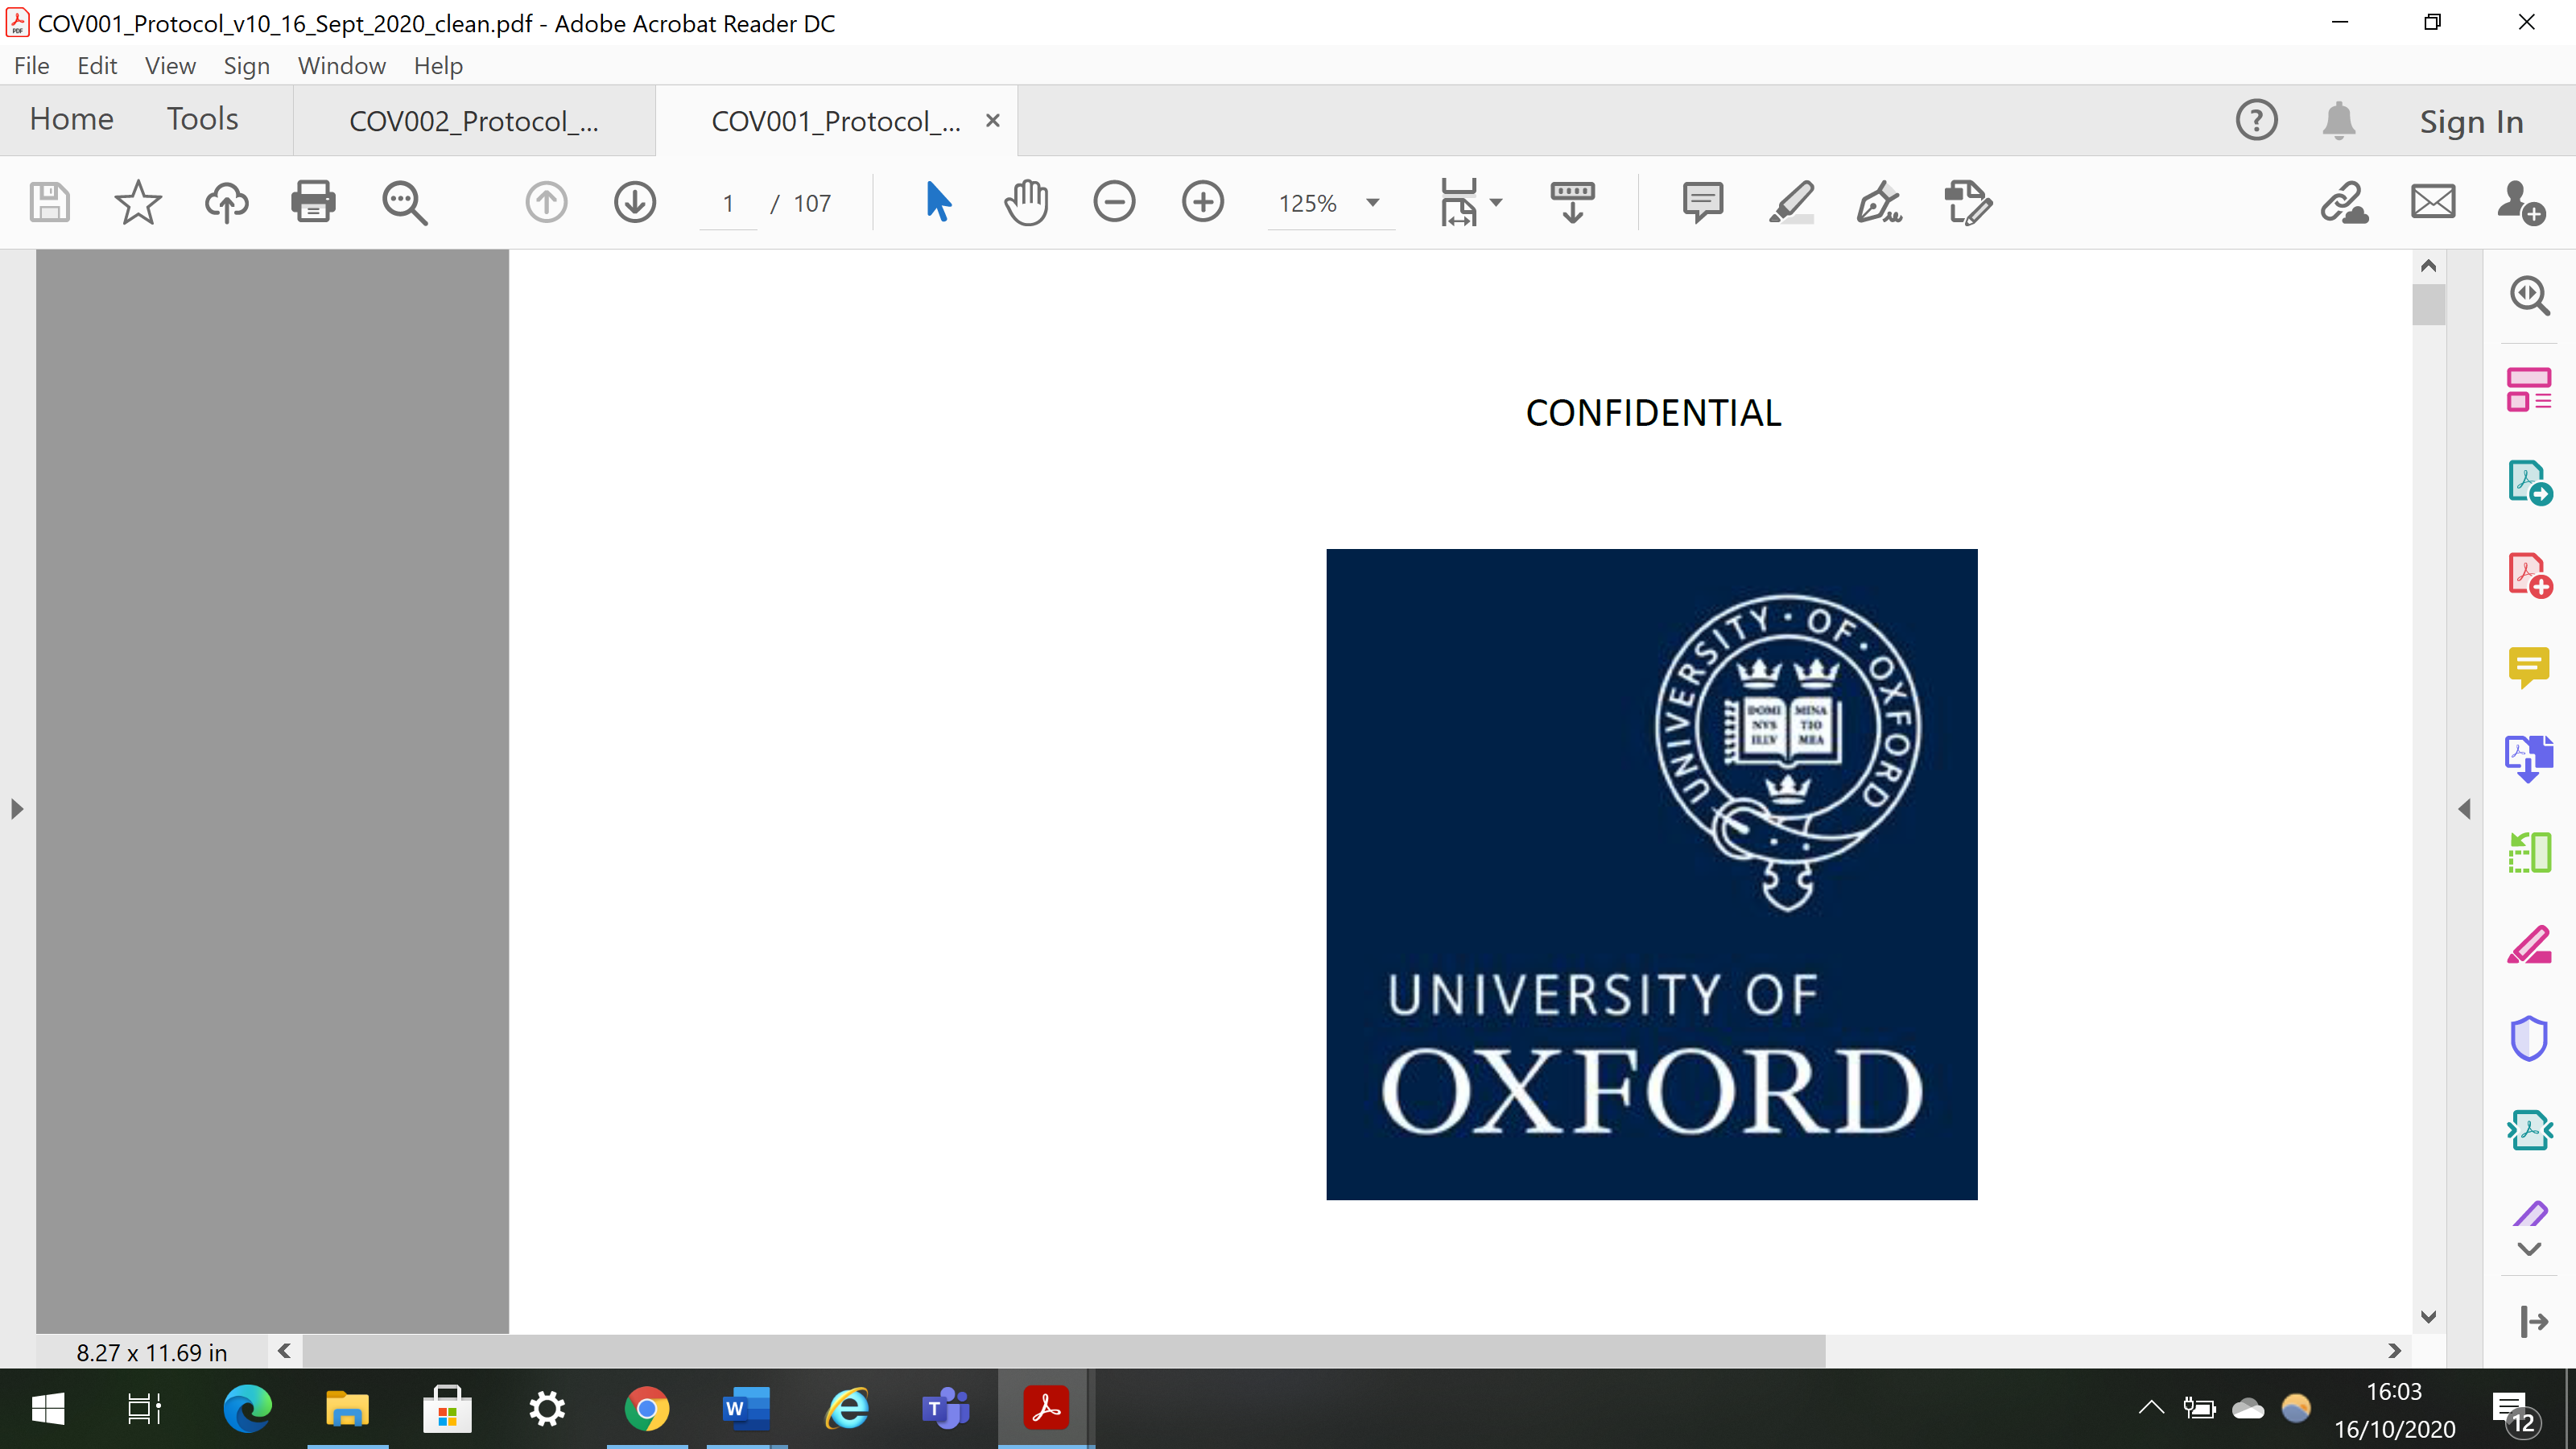 COV001_Protocol_v10_16_Sept_2020_clean.pdf - Adobe Acrobat Reader DC
File Edit View Sign Window Help
Home Tools COV002_Protocol_... COV001_Protocol_... Sign In
1 / 107 125%
CONFIDENTIAL
UNIVERSITY · OF · OXFORD
DOMI MINA
NVS TIO
ILLV MEA
UNIVERSITY OF
OXFORD
8.27 x 11.69 in
16:03
16/10/2020
12